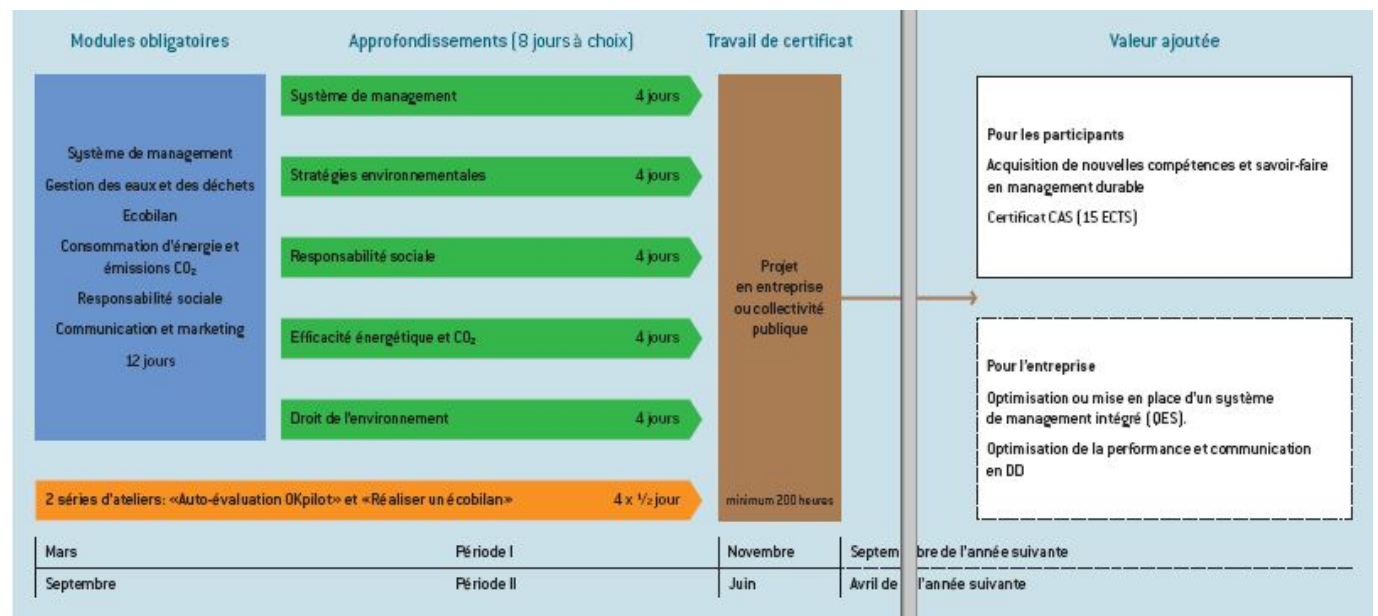 Modules obligatoires
Approfondissements (8 jours à choix)
Travail de certificat
Valeur ajoutée
Système de management
Gestion des eaux et des déchets
Ecobilan
Consommation d'énergie et
émissions CO₂
Responsabilité sociale
Communication et marketing
12 jours
Système de management 4 jours
Stratégies environnementales 4 jours
Responsabilité sociale 4 jours
Efficacité énergétique et CO₂ 4 jours
Droit de l'environnement 4 jours
2 séries d'ateliers: «Auto-évaluation OKpilot» et «Réaliser un écobilan» 4 x ½ jour
Projet
en entreprise
ou collectivité
publique
minimum 200 heures
Pour les participants
Acquisition de nouvelles compétences et savoir-faire
en management durable
Certificat CAS (15 ECTS)
Pour l'entreprise
Optimisation ou mise en place d'un système
de management intégré (QES).
Optimisation de la performance et communication
en DD
Mars Période I Novembre Septembre de l'année suivante
Septembre Période II Juin Avril de l'année suivante